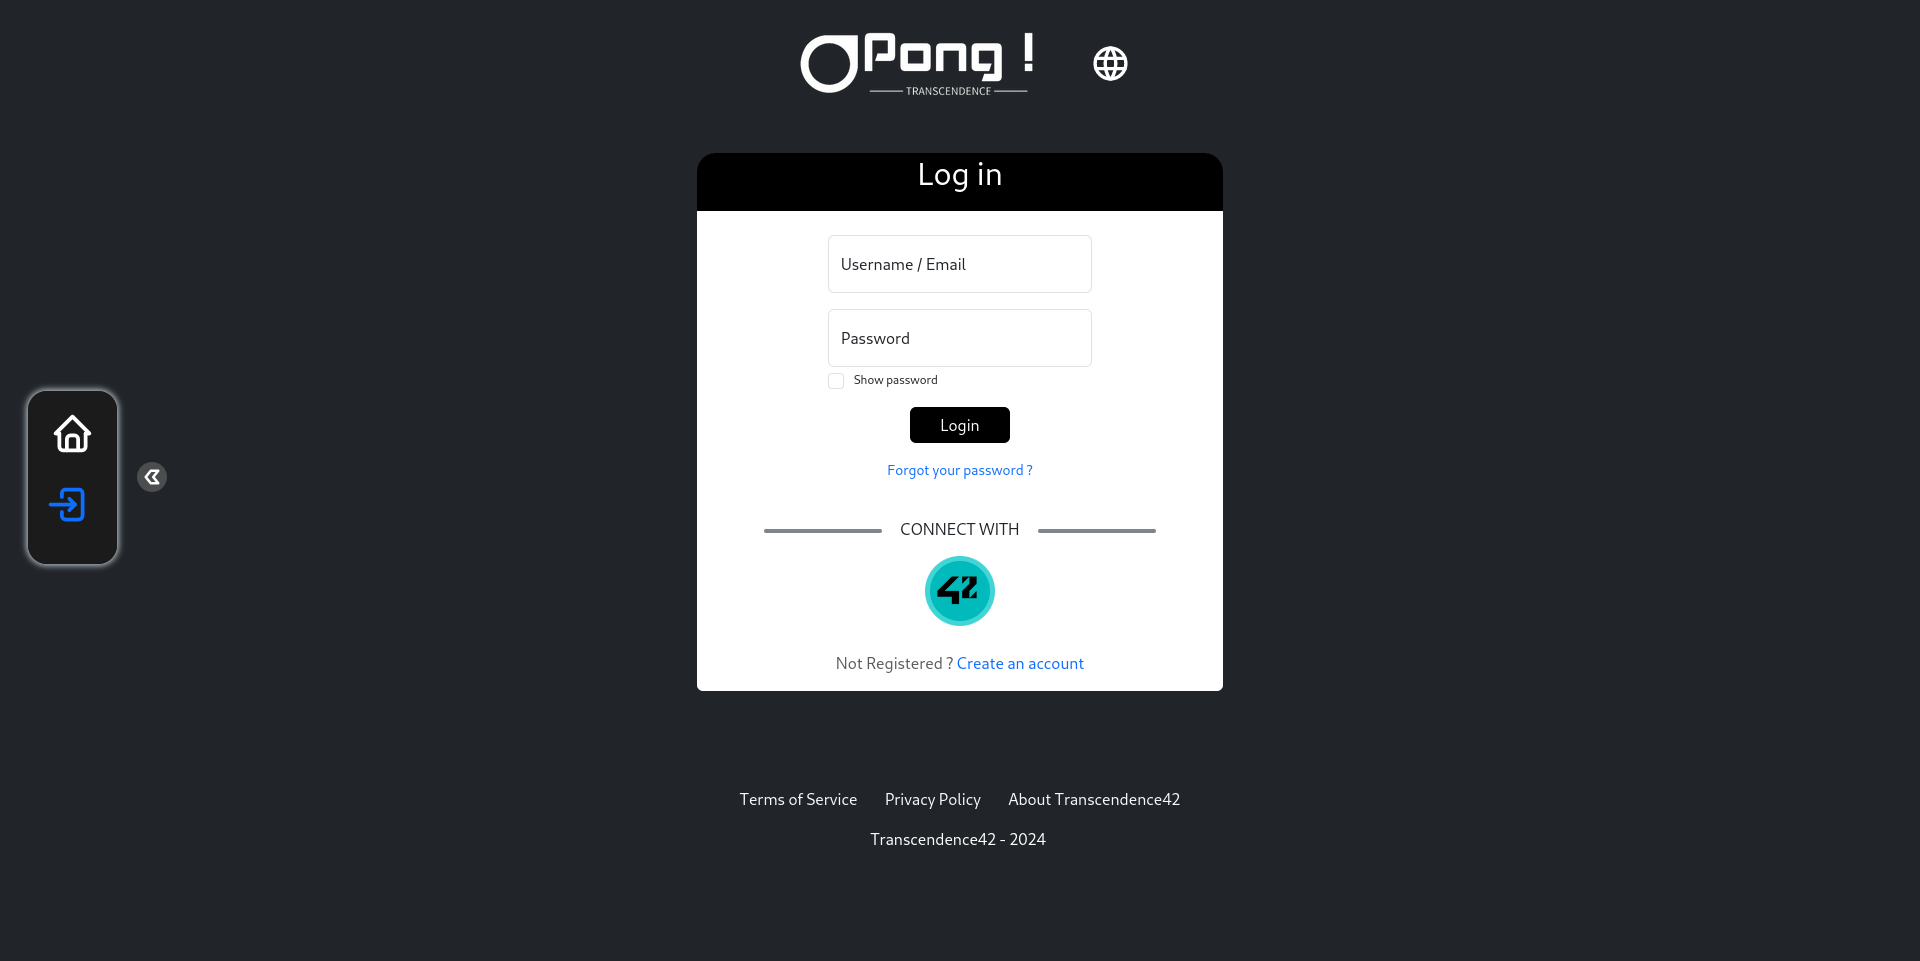 Pong !
TRANSCENDENCE
Log in
Username / Email
Password
Show password
Login
Forgot your password ?
CONNECT WITH
42
Not Registered ? Create an account
Terms of Service Privacy Policy About Transcendence42
Transcendence42 - 2024